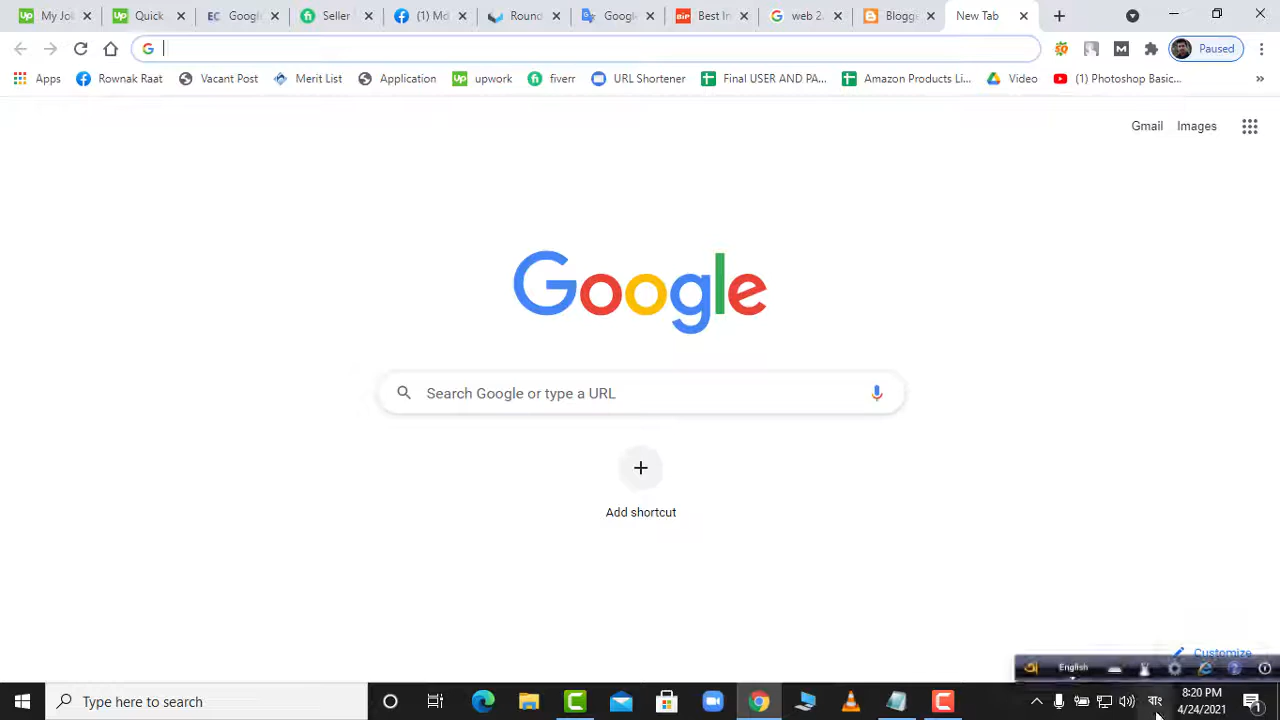 My Jo Quick EC Googl Seller (1) Mo Round Googl Best web Blogge New Tab
Paused
Apps Rownak Raat Vacant Post Merit List Application upwork fiverr URL Shortener Final USER AND PA... Amazon Products Li... Video (1) Photoshop Basic... »
Gmail Images
Google
Search Google or type a URL
Add shortcut
Customize
অ English
Type here to search
বাং 8:20 PM
4/24/2021
1